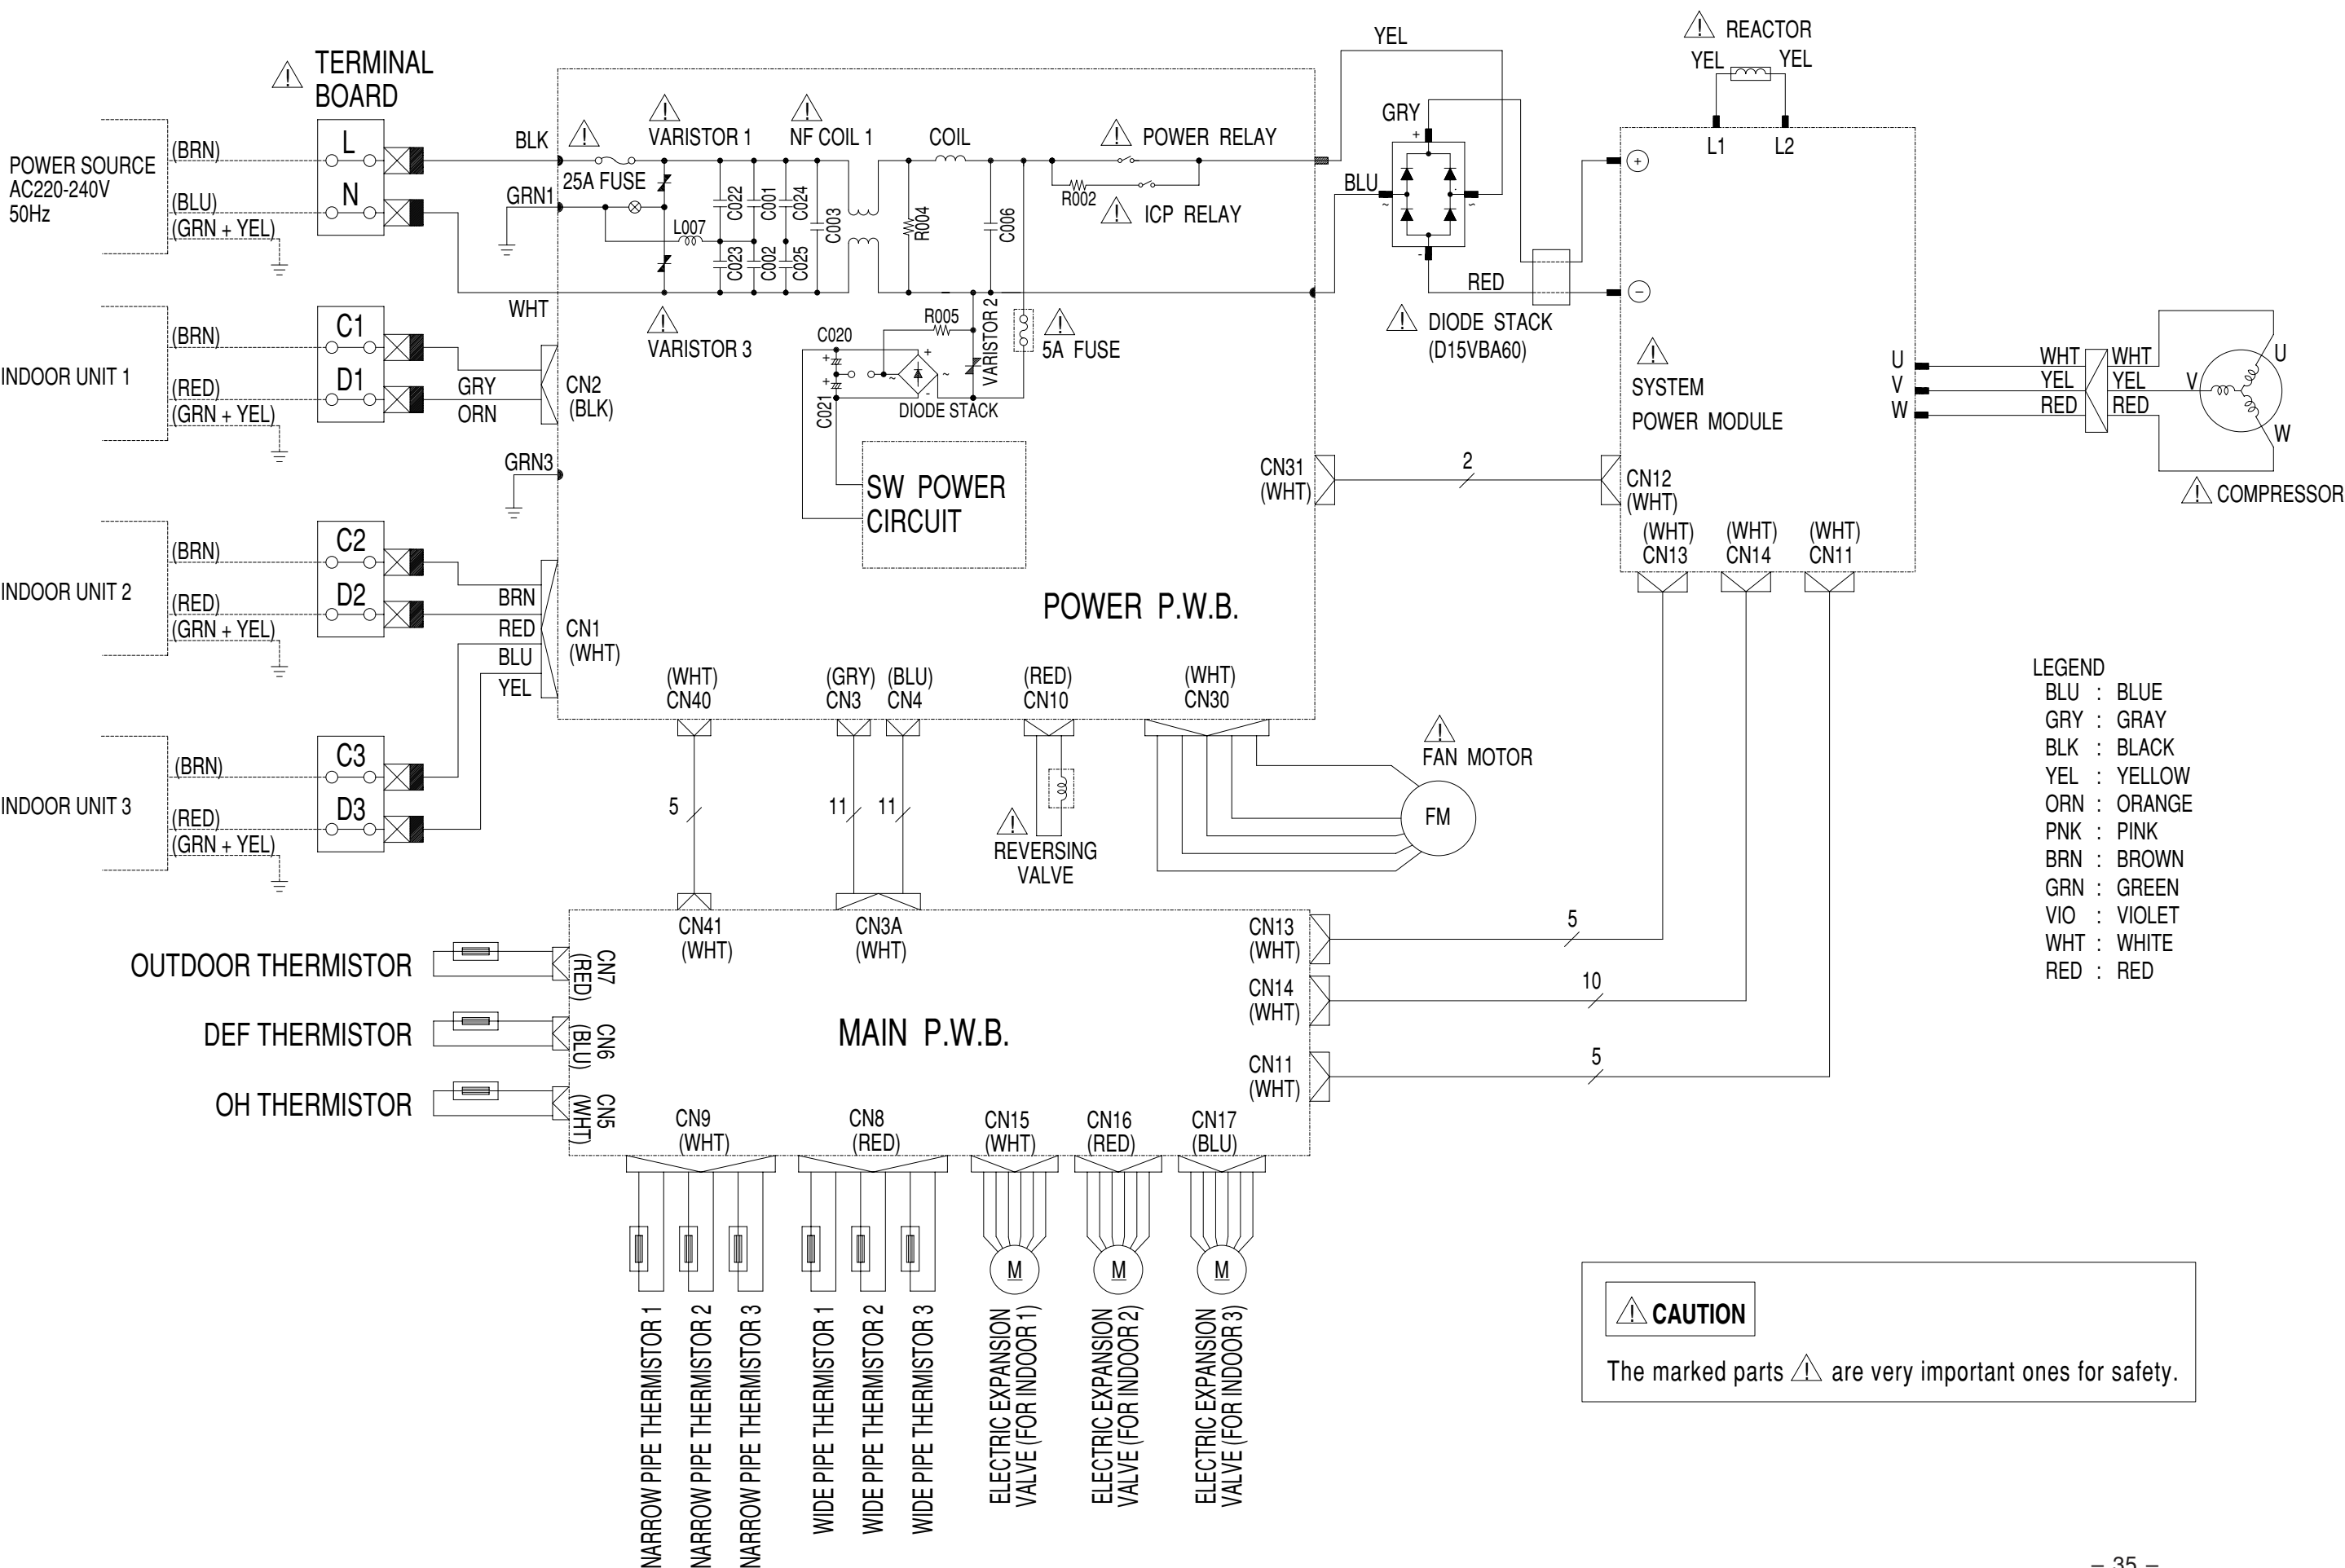 TERMINAL
BOARD
POWER SOURCE
AC220-240V
50Hz
(BRN)
(BLU)
(GRN + YEL)
L
N
BLK
GRN1
WHT
25A FUSE
VARISTOR 1
NF COIL 1
COIL
POWER RELAY
R002
ICP RELAY
L007
C022
C001
C024
C003
C023
C002
C025
R004
C006
VARISTOR 3
VARISTOR 2
R005
C020
C021
DIODE STACK
5A FUSE
SW POWER
CIRCUIT
YEL
GRY
BLU
RED
+
-
~
~
DIODE STACK
(D15VBA60)
REACTOR
YEL
YEL
L1
L2
+
−
SYSTEM
POWER MODULE
U
V
W
WHT
YEL
RED
WHT
YEL
RED
U
V
W
COMPRESSOR
INDOOR UNIT 1
(BRN)
(RED)
(GRN + YEL)
C1
D1
GRY
ORN
CN2
(BLK)
GRN3
INDOOR UNIT 2
(BRN)
(RED)
(GRN + YEL)
C2
D2
BRN
RED
BLU
YEL
CN1
(WHT)
INDOOR UNIT 3
(BRN)
(RED)
(GRN + YEL)
C3
D3
CN31
(WHT)
2
CN12
(WHT)
(WHT)
CN13
(WHT)
CN14
(WHT)
CN11
POWER P.W.B.
(WHT)
CN40
(GRY)
CN3
(BLU)
CN4
(RED)
CN10
(WHT)
CN30
5
11
11
REVERSING
VALVE
FAN MOTOR
FM
LEGEND
BLU : BLUE
GRY : GRAY
BLK : BLACK
YEL : YELLOW
ORN : ORANGE
PNK : PINK
BRN : BROWN
GRN : GREEN
VIO : VIOLET
WHT : WHITE
RED : RED
CN41
(WHT)
CN3A
(WHT)
CN13
(WHT)
5
CN14
(WHT)
10
CN11
(WHT)
5
OUTDOOR THERMISTOR
CN7
(RED)
DEF THERMISTOR
CN6
(BLU)
OH THERMISTOR
CN5
(WHT)
MAIN P.W.B.
CN9
(WHT)
CN8
(RED)
CN15
(WHT)
CN16
(RED)
CN17
(BLU)
M
M
M
NARROW PIPE THERMISTOR 1
NARROW PIPE THERMISTOR 2
NARROW PIPE THERMISTOR 3
WIDE PIPE THERMISTOR 1
WIDE PIPE THERMISTOR 2
WIDE PIPE THERMISTOR 3
ELECTRIC EXPANSION
VALVE (FOR INDOOR 1)
ELECTRIC EXPANSION
VALVE (FOR INDOOR 2)
ELECTRIC EXPANSION
VALVE (FOR INDOOR 3)
⚠ CAUTION
The marked parts ⚠ are very important ones for safety.
– 35 –